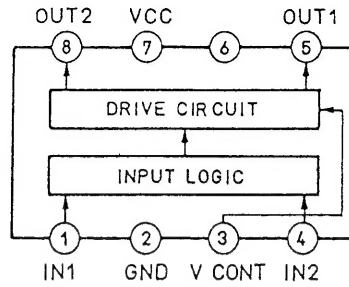 OUT2 VCC OUT1
8 7 6 5
DRIVE CIRCUIT
INPUT LOGIC
1 2 3 4
IN1 GND V CONT IN2